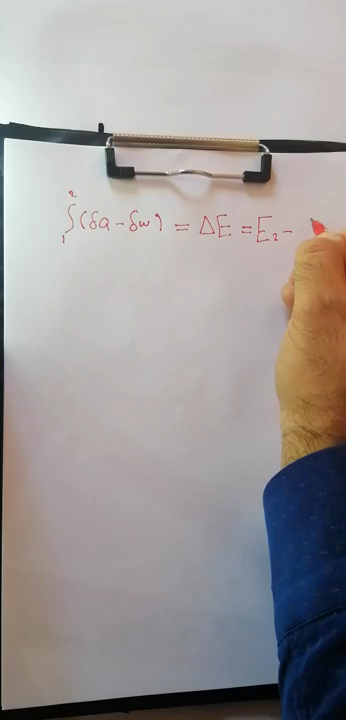 ∫₁² (δQ - δW) = ΔE = E₂ -